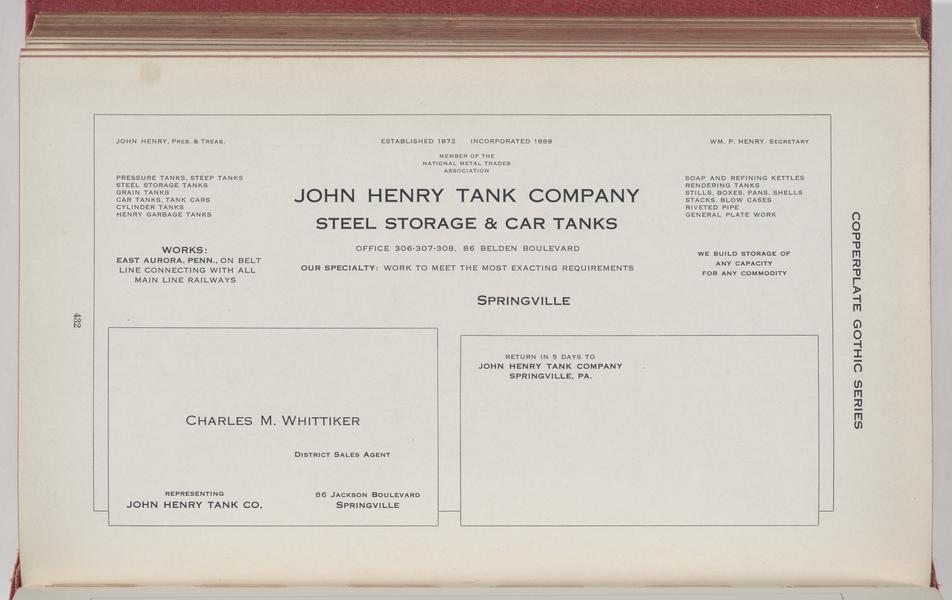 JOHN HENRY, PRES. & TREAS.
ESTABLISHED 1872 INCORPORATED 1888
WM. P. HENRY, SECRETARY
MEMBER OF THE
NATIONAL METAL TRADES
ASSOCIATION
PRESSURE TANKS, STEEP TANKS
STEEL STORAGE TANKS
GRAIN TANKS
CAR TANKS, TANK CARS
CYLINDER TANKS
HENRY GARBAGE TANKS
JOHN HENRY TANK COMPANY
STEEL STORAGE & CAR TANKS
SOAP AND REFINING KETTLES
RENDERING TANKS
STILLS, BOXES, PANS, SHELLS
STACKS, BLOW CASES
RIVETED PIPE
GENERAL PLATE WORK
WORKS:
EAST AURORA, PENN., ON BELT
LINE CONNECTING WITH ALL
MAIN LINE RAILWAYS
OFFICE 306-307-308, 86 BELDEN BOULEVARD
OUR SPECIALTY: WORK TO MEET THE MOST EXACTING REQUIREMENTS
WE BUILD STORAGE OF
ANY CAPACITY
FOR ANY COMMODITY
SPRINGVILLE
CHARLES M. WHITTIKER
DISTRICT SALES AGENT
REPRESENTING
JOHN HENRY TANK CO.
86 JACKSON BOULEVARD
SPRINGVILLE
RETURN IN 5 DAYS TO
JOHN HENRY TANK COMPANY
SPRINGVILLE, PA.
COPPERPLATE GOTHIC SERIES
432